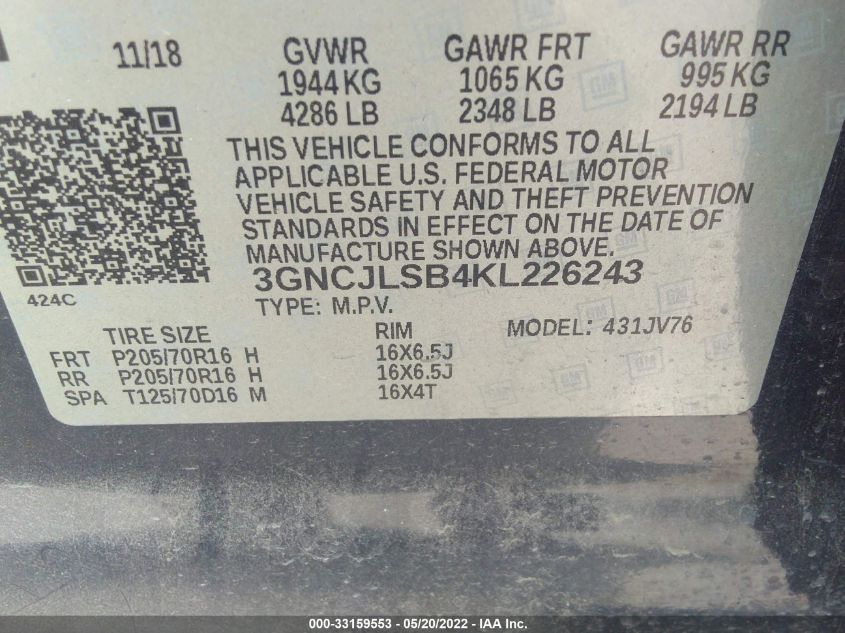 11/18 GVWR GAWR FRT GAWR RR
1944 KG 1065 KG 995 KG
4286 LB 2348 LB 2194 LB
THIS VEHICLE CONFORMS TO ALL
APPLICABLE U.S. FEDERAL MOTOR
VEHICLE SAFETY AND THEFT PREVENTION
STANDARDS IN EFFECT ON THE DATE OF
MANUFACTURE SHOWN ABOVE.
3GNCJLSB4KL226243
424C
TYPE: M.P.V.
TIRE SIZE RIM MODEL: 431JV76
FRT P205/70R16 H 16X6.5J
RR P205/70R16 H 16X6.5J
SPA T125/70D16 M 16X4T
GM
000-33159553 - 05/20/2022 - IAA Inc.